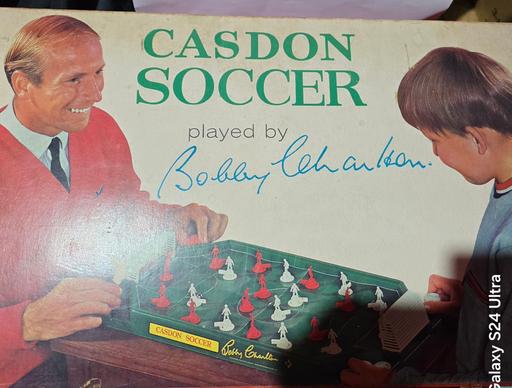 CASDON
SOCCER
played by
Bobby Charlton.
CASDON SOCCER
Bobby Charlton
Galaxy S24 Ultra